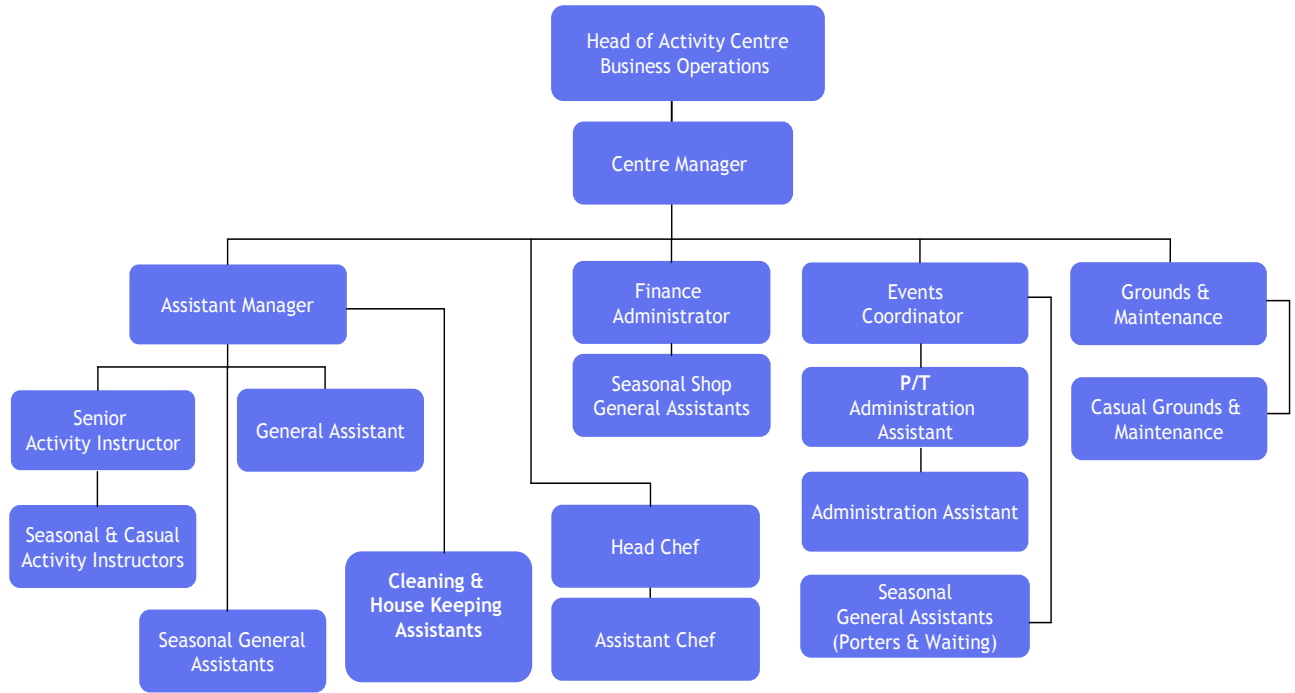 Head of Activity Centre
Business Operations
Centre Manager
Assistant Manager
Finance
Administrator
Events
Coordinator
Grounds &
Maintenance
Senior
Activity Instructor
General Assistant
Seasonal Shop
General Assistants
P/T
Administration
Assistant
Casual Grounds &
Maintenance
Seasonal & Casual
Activity Instructors
Cleaning &
House Keeping
Assistants
Head Chef
Administration Assistant
Seasonal General
Assistants
Assistant Chef
Seasonal
General Assistants
(Porters & Waiting)